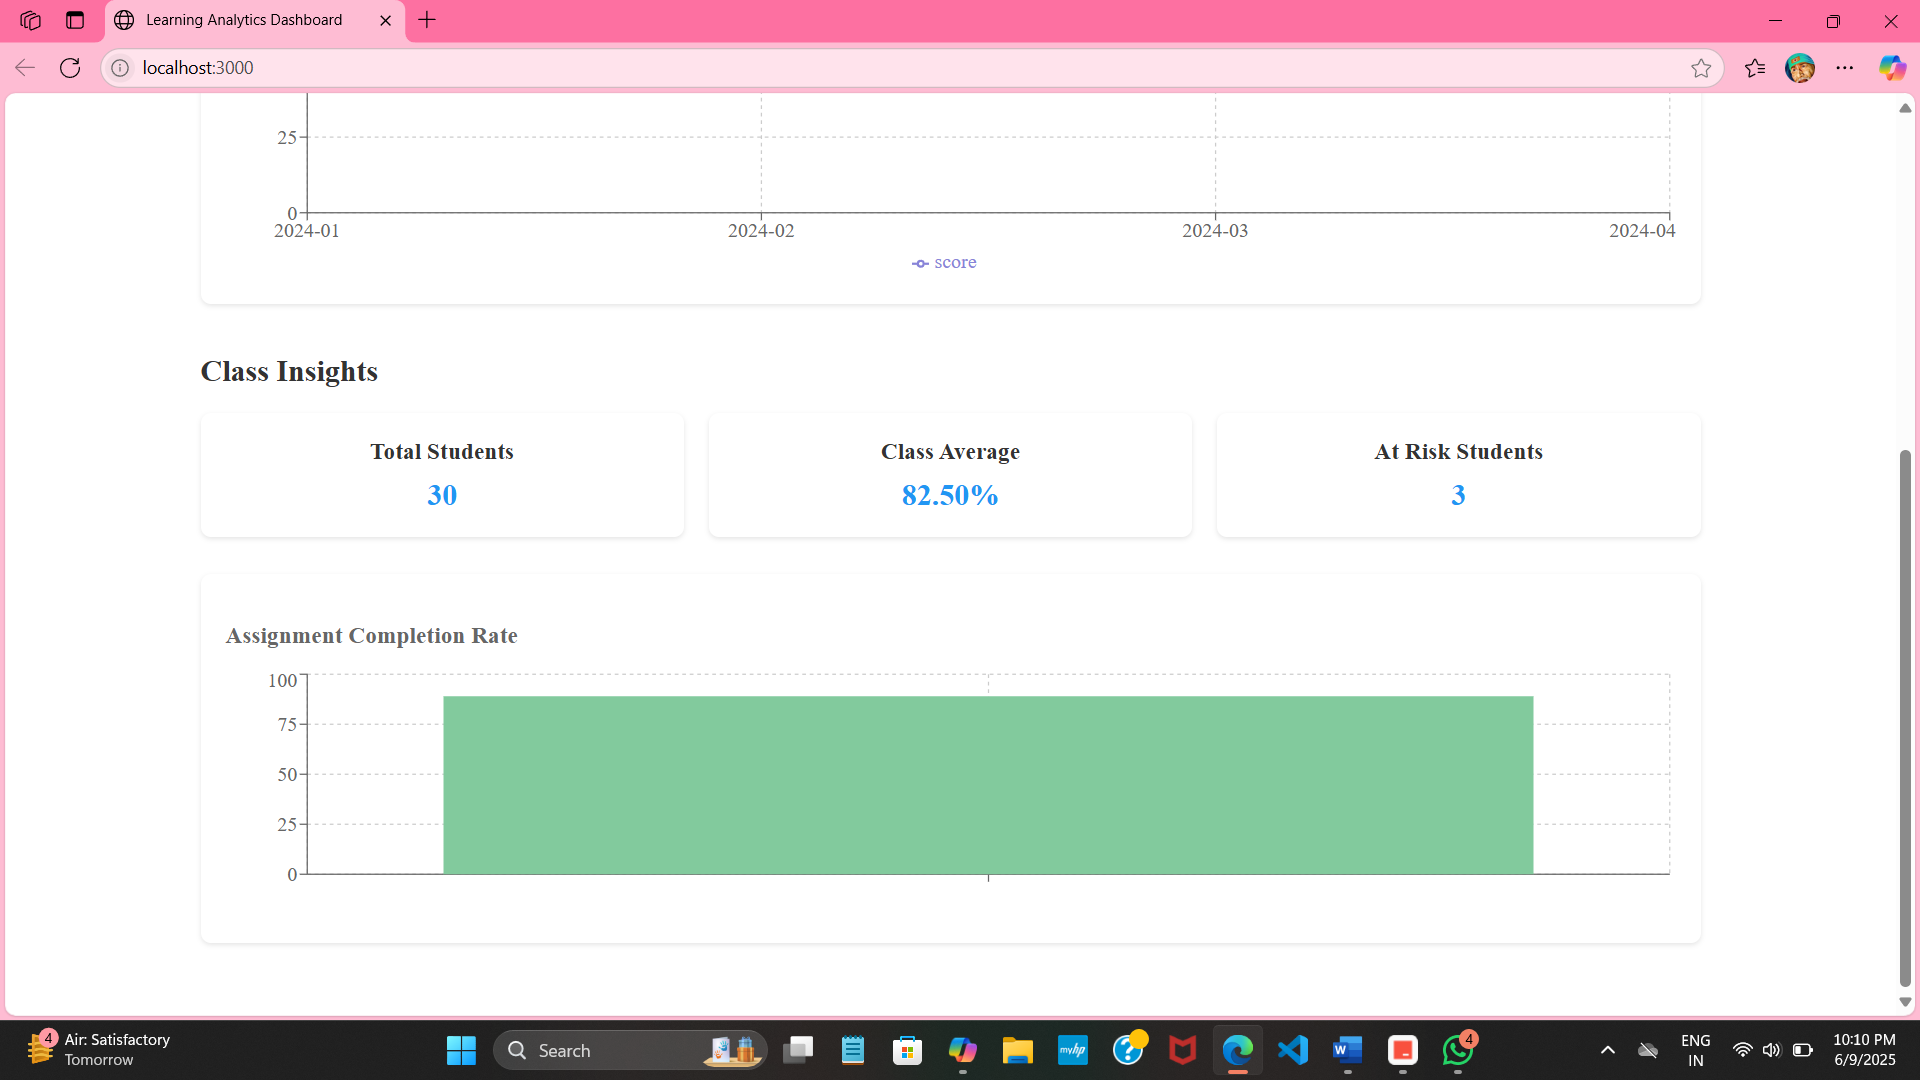 Learning Analytics Dashboard
localhost:3000
25
0
2024-01 2024-02 2024-03 2024-04
score
Class Insights
Total Students
30
Class Average
82.50%
At Risk Students
3
Assignment Completion Rate
100
75
50
25
0
4
Air: Satisfactory
Tomorrow
Search
myhp
?
W
4
ENG
IN
10:10 PM
6/9/2025